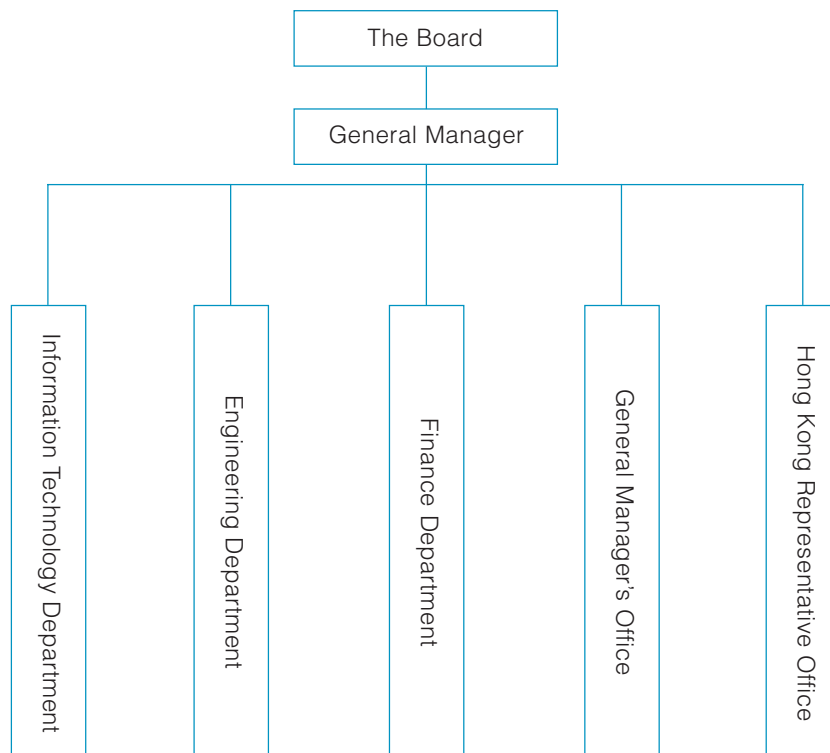 The Board
General Manager
Information Technology Department
Engineering Department
Finance Department
General Manager's Office
Hong Kong Representative Office